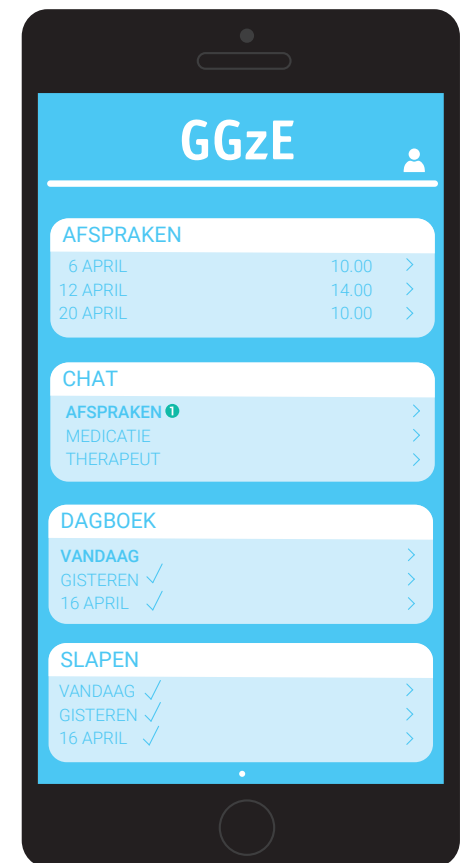 GGzE
AFSPRAKEN
6 APRIL 10.00
12 APRIL 14.00
20 APRIL 10.00
CHAT
AFSPRAKEN 1
MEDICATIE
THERAPEUT
DAGBOEK
VANDAAG
GISTEREN
16 APRIL
SLAPEN
VANDAAG
GISTEREN
16 APRIL